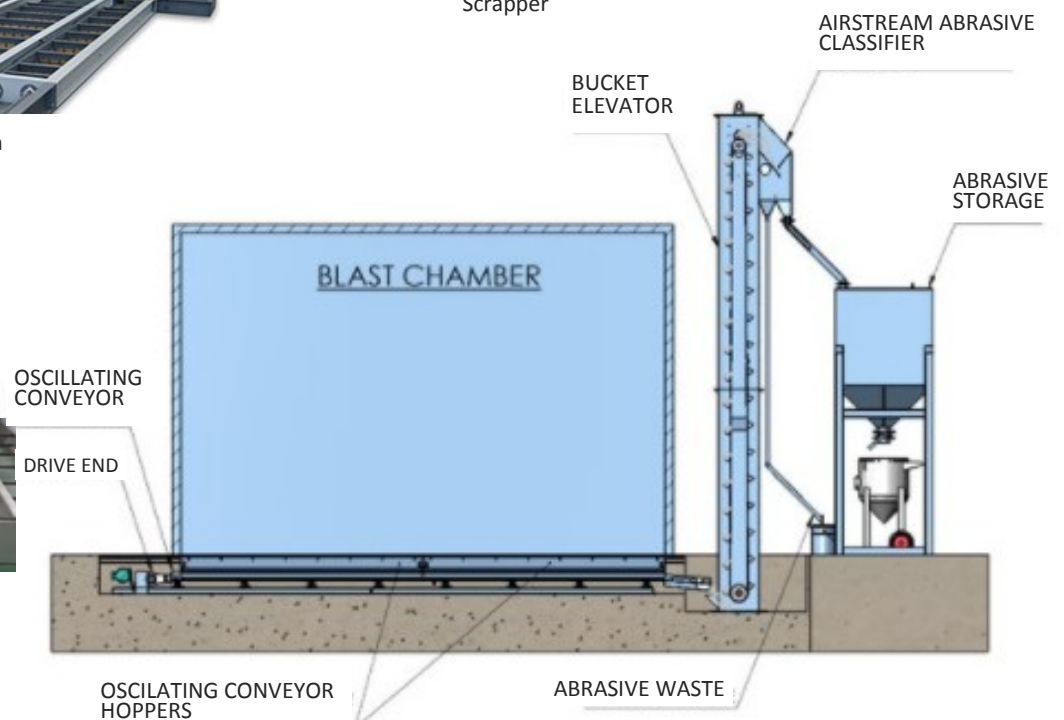 Scrapper
AIRSTREAM ABRASIVE
CLASSIFIER
BUCKET
ELEVATOR
ABRASIVE
STORAGE
BLAST CHAMBER
OSCILLATING
CONVEYOR
DRIVE END
OSCILATING CONVEYOR
HOPPERS
ABRASIVE WASTE